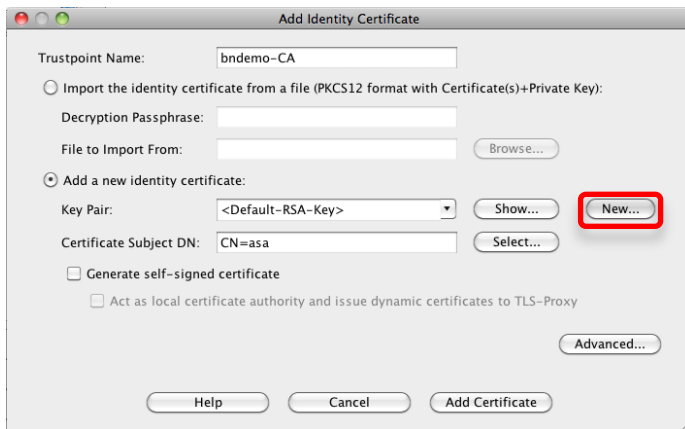 Add Identity Certificate
Trustpoint Name: bndemo-CA
Import the identity certificate from a file (PKCS12 format with Certificate(s)+Private Key):
Decryption Passphrase:
File to Import From: Browse...
Add a new identity certificate:
Key Pair: <Default-RSA-Key> Show... New...
Certificate Subject DN: CN=asa Select...
Generate self-signed certificate
Act as local certificate authority and issue dynamic certificates to TLS-Proxy
Advanced...
Help Cancel Add Certificate